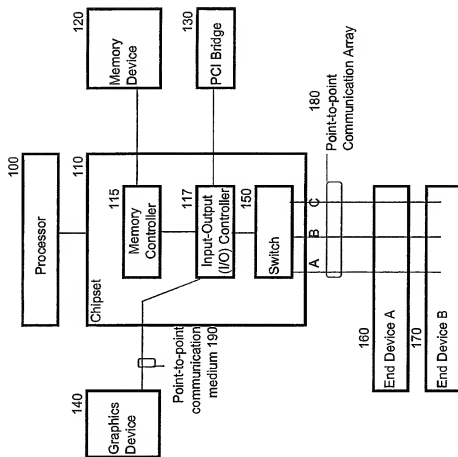 100
Processor
110
Chipset
120
Memory
Device
115
Memory
Controller
130
PCI Bridge
117
Input-Output
(I/O) Controller
140
Graphics
Device
Point-to-point
communication
medium 190
150
Switch
A
B
C
180
Point-to-point
Communication Array
160
End Device A
170
End Device B